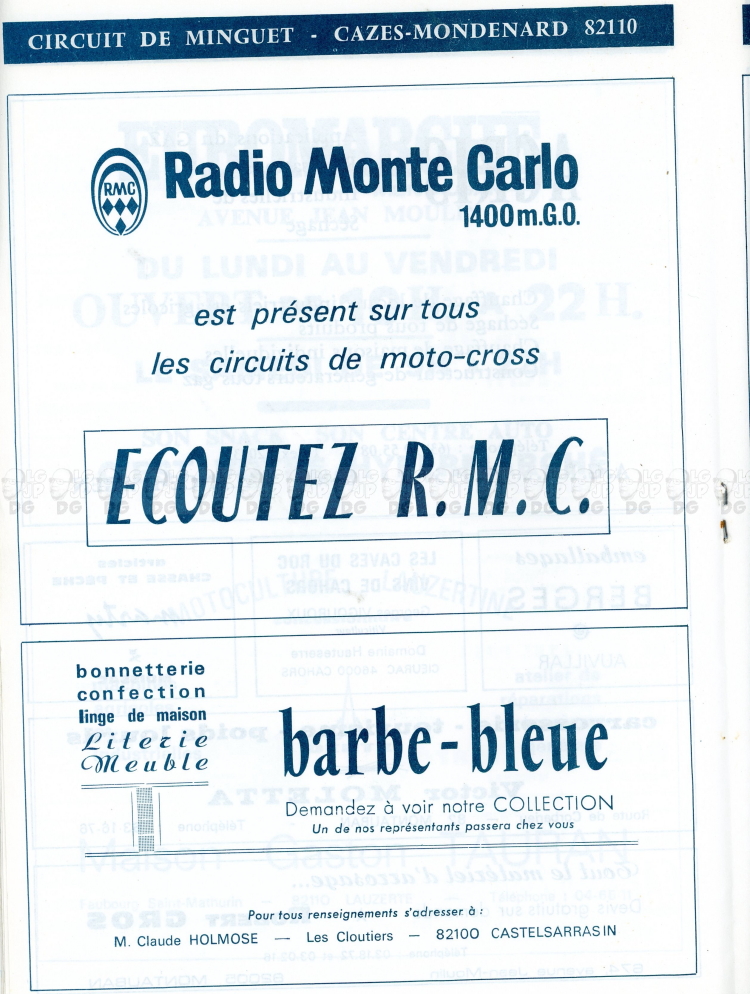 CIRCUIT DE MINGUET - CAZES-MONDENARD 82110
RMC
Radio Monte Carlo
1400 m.G.O.
est présent sur tous
les circuits de moto-cross
ECOUTEZ R.M.C.
bonnetterie
confection
linge de maison
Literie
Meuble
barbe-bleue
Demandez à voir notre COLLECTION
Un de nos représentants passera chez vous
Pour tous renseignements s'adresser à :
M. Claude HOLMOSE — Les Cloutiers — 82100 CASTELSARRASIN